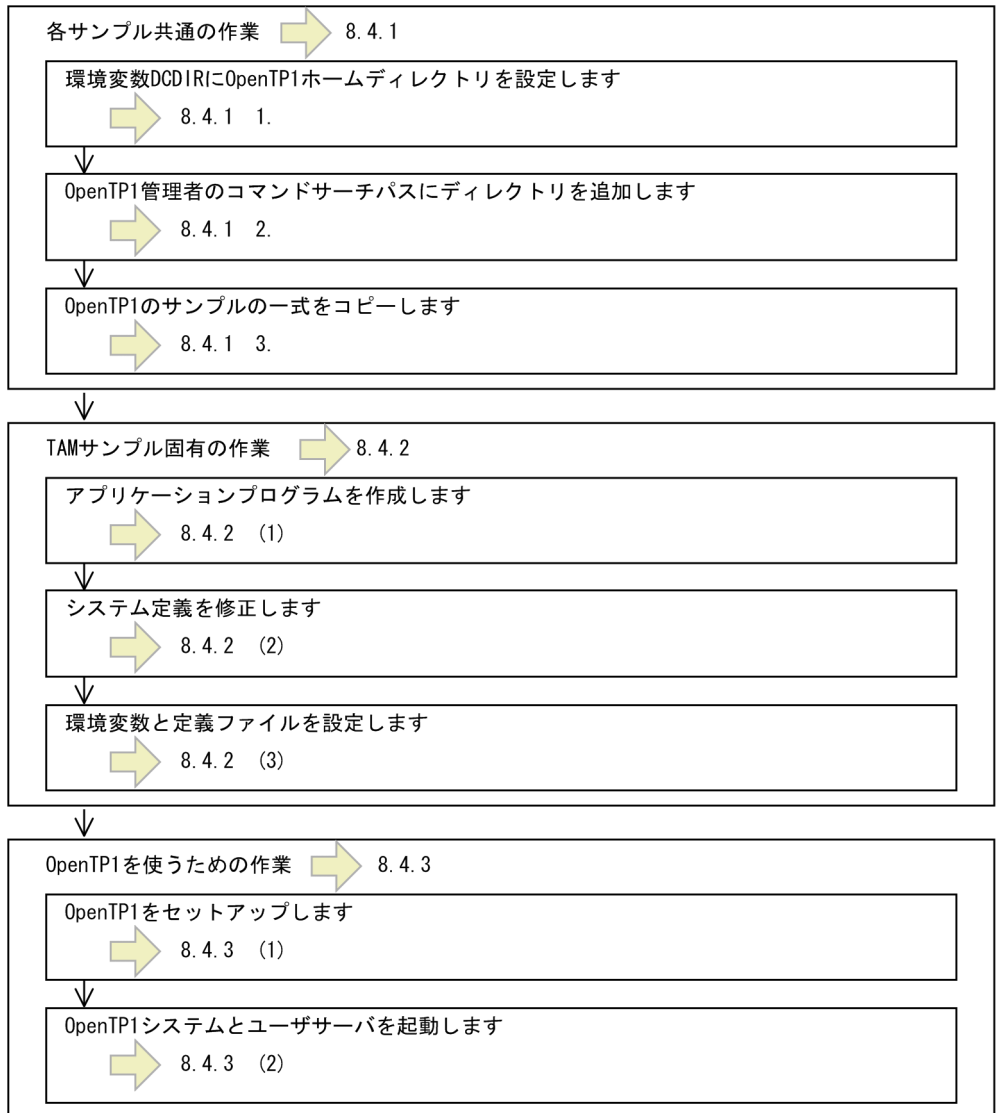 各サンプル共通の作業 8.4.1
環境変数DCDIRにOpenTP1ホームディレクトリを設定します
8.4.1 1.
OpenTP1管理者のコマンドサーチパスにディレクトリを追加します
8.4.1 2.
OpenTP1のサンプルの一式をコピーします
8.4.1 3.
TAMサンプル固有の作業 8.4.2
アプリケーションプログラムを作成します
8.4.2 (1)
システム定義を修正します
8.4.2 (2)
環境変数と定義ファイルを設定します
8.4.2 (3)
OpenTP1を使うための作業 8.4.3
OpenTP1をセットアップします
8.4.3 (1)
OpenTP1システムとユーザサーバを起動します
8.4.3 (2)